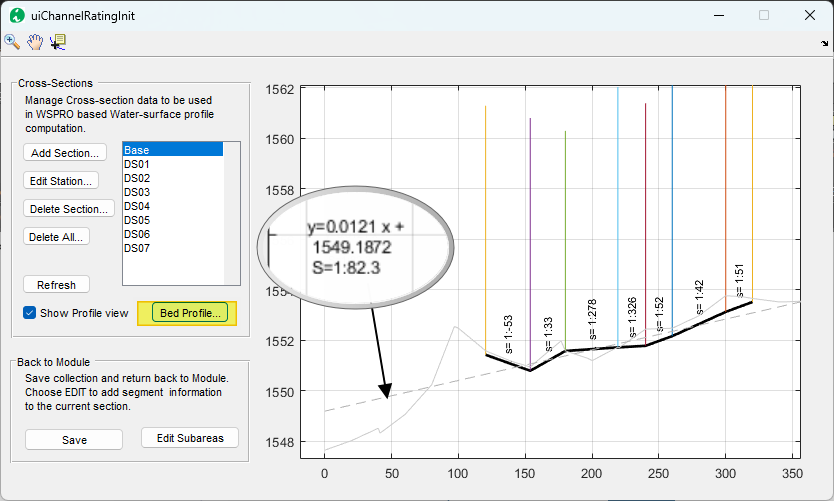 uiChannelRatingInit
Cross-Sections
Manage Cross-section data to be used
in WSPRO based Water-surface profile
computation.
Add Section...
Edit Station...
Delete Section...
Delete All...
Refresh
Base
DS01
DS02
DS03
DS04
DS05
DS06
DS07
Show Profile view
Bed Profile...
Back to Module
Save collection and return back to Module.
Choose EDIT to add segment information
to the current section.
Save
Edit Subareas
1562
1560
1558
1554
1552
1550
1548
y=0.0121 x +
1549.1872
S=1:82.3
s= 1:-53
s= 1:33
s= 1:278
s= 1:326
s= 1:52
s= 1:42
s= 1:51
0
50
100
150
200
250
300
350